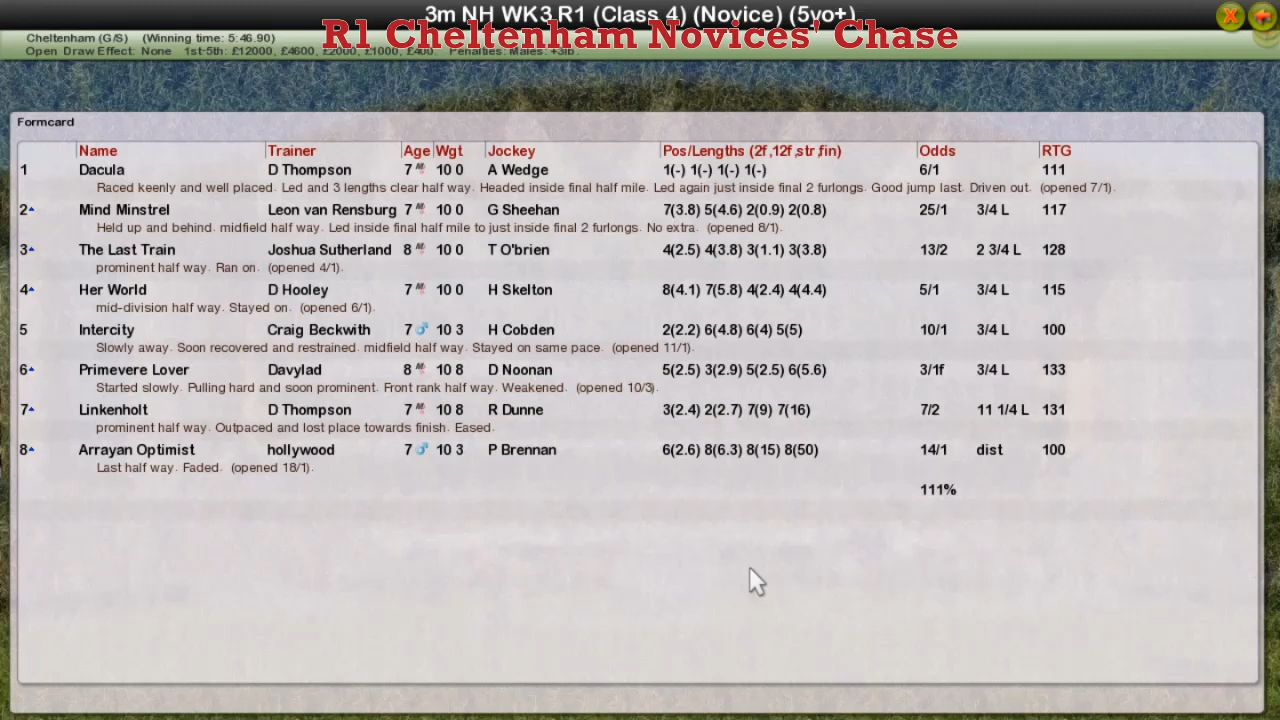 3m NH WK3 R1 (Class 4) (Novice) (5yo+)
R1 Cheltenham Novices' Chase
Cheltenham (G/S) (Winning time: 5:46.90)
Open Draw Effect: None 1st-5th: £12000, £4600, £2000, £1000, £400. Penalties: Males: +3lb.
Formcard
Name Trainer Age Wgt Jockey Pos/Lengths (2f,12f,str,fin) Odds RTG
1 Dacula D Thompson 7 10 0 A Wedge 1(-) 1(-) 1(-) 1(-) 6/1 111
Raced keenly and well placed. Led and 3 lengths clear half way. Headed inside final half mile. Led again just inside final 2 furlongs. Good jump last. Driven out. (opened 7/1).
2 Mind Minstrel Leon van Rensburg 7 10 0 G Sheehan 7(3.8) 5(4.6) 2(0.9) 2(0.8) 25/1 3/4 L 117
Held up and behind. midfield half way. Led inside final half mile to just inside final 2 furlongs. No extra. (opened 8/1).
3 The Last Train Joshua Sutherland 8 10 0 T O'brien 4(2.5) 4(3.8) 3(1.1) 3(3.8) 13/2 2 3/4 L 128
prominent half way. Ran on. (opened 4/1).
4 Her World D Hooley 7 10 0 H Skelton 8(4.1) 7(5.8) 4(2.4) 4(4.4) 5/1 3/4 L 115
mid-division half way. Stayed on. (opened 6/1).
5 Intercity Craig Beckwith 7 10 3 H Cobden 2(2.2) 6(4.8) 6(4) 5(5) 10/1 3/4 L 100
Slowly away. Soon recovered and restrained. midfield half way. Stayed on same pace. (opened 11/1).
6 Primevere Lover Davylad 8 10 8 D Noonan 5(2.5) 3(2.9) 5(2.5) 6(5.6) 3/1f 3/4 L 133
Started slowly. Pulling hard and soon prominent. Front rank half way. Weakened. (opened 10/3).
7 Linkenholt D Thompson 7 10 8 R Dunne 3(2.4) 2(2.7) 7(9) 7(16) 7/2 11 1/4 L 131
prominent half way. Outpaced and lost place towards finish. Eased.
8 Arrayan Optimist hollywood 7 10 3 P Brennan 6(2.6) 8(6.3) 8(15) 8(50) 14/1 dist 100
Last half way. Faded. (opened 18/1).
111%